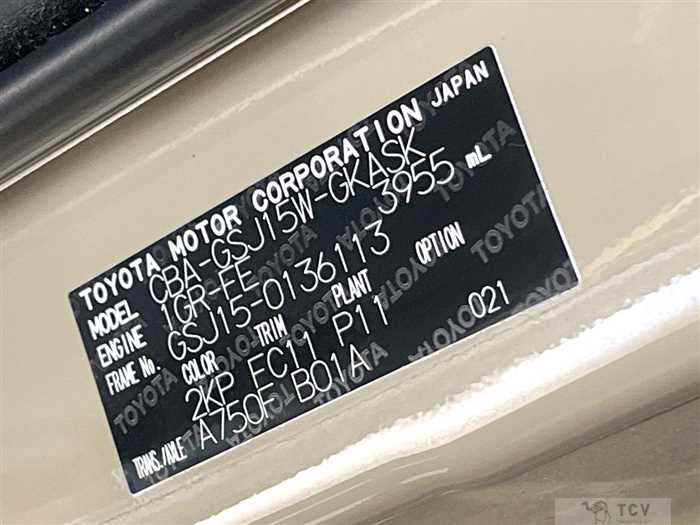 TOYOTA MOTOR CORPORATION JAPAN
MODEL CBA-GSJ15W-GKASK
ENGINE 1GR-FE 3955 mL
FRAME No. GSJ15-0136113
COLOR TRIM PLANT OPTION
2KP FC11 P11 021
TRANS./AXLE A750F B01A
TCV